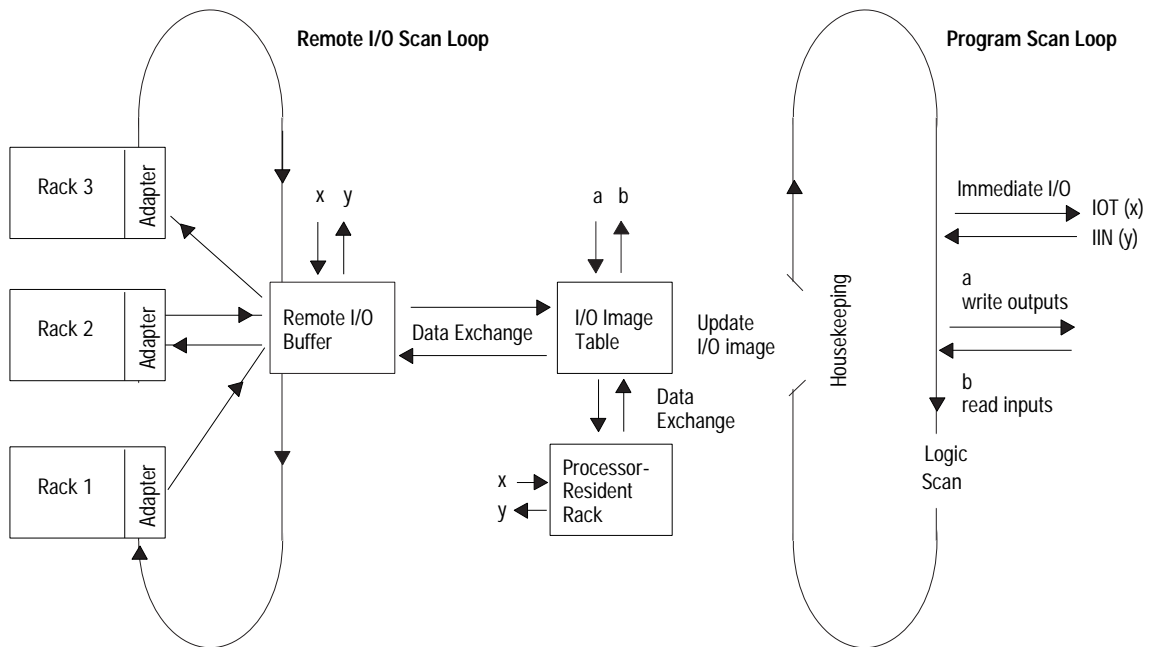 Remote I/O Scan Loop
Program Scan Loop
Rack 3
Adapter
x y
a b
Immediate I/O
IOT (x)
IIN (y)
Rack 2
Adapter
Remote I/O
Buffer
Data Exchange
I/O Image
Table
Update
I/O image
Housekeeping
a
write outputs
b
read inputs
Data
Exchange
Logic
Scan
Rack 1
Adapter
x
y
Processor-
Resident
Rack